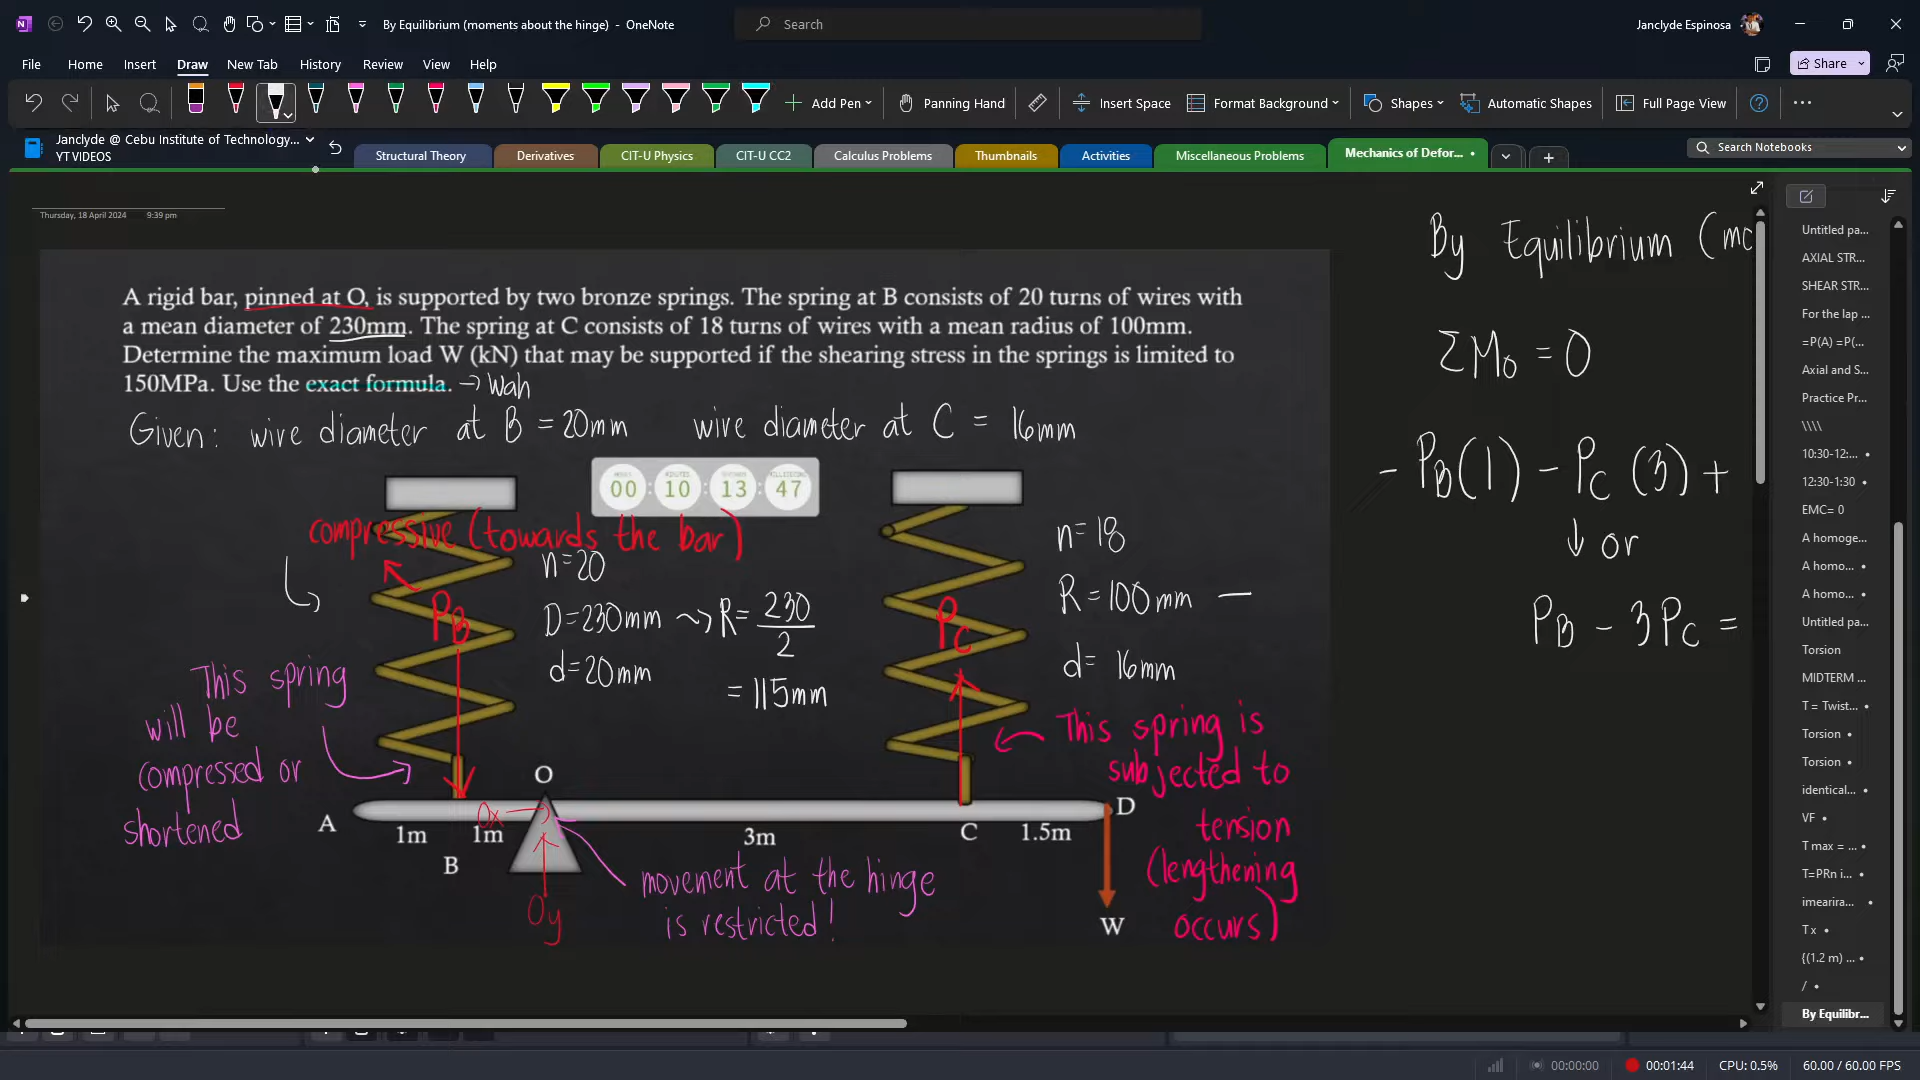 By Equilibrium (moments about the hinge) - OneNote
Search
Janclyde Espinosa
File Home Insert Draw New Tab History Review View Help
Share
Add Pen
Panning Hand
Insert Space
Format Background
Shapes
Automatic Shapes
Full Page View
Janclyde @ Cebu Institute of Technology...
YT VIDEOS
Structural Theory
Derivatives
CIT-U Physics
CIT-U CC2
Calculus Problems
Thumbnails
Activities
Miscellaneous Problems
Mechanics of Defor...
Search Notebooks
Thursday, 18 April 2024 9:39 pm
A rigid bar, pinned at O, is supported by two bronze springs. The spring at B consists of 20 turns of wires with
a mean diameter of 230mm. The spring at C consists of 18 turns of wires with a mean radius of 100mm.
Determine the maximum load W (kN) that may be supported if the shearing stress in the springs is limited to
150MPa. Use the exact formula. → Wah
Given: wire diameter at B = 20mm wire diameter at C = 16mm
00 : 10 : 13 : 47
compressive (towards the bar)
n=20
D=230mm
R= 230/2
d=20mm
= 115mm
PB
n=18
R=100mm
d= 16mm
PC
This spring
will be
compressed or
shortened
This spring is
subjected to
tension
(lengthening
occurs)
O
Ox
Oy
A
1m
B
1m
3m
C
1.5m
D
W
movement at the hinge
is restricted!
By Equilibrium (mo
ΣMO = 0
- PB(1) - PC (3) +
↓ or
PB - 3PC =
Untitled pa...
AXIAL STR...
SHEAR STR...
For the lap ...
=P(A) =P(...
Axial and S...
Practice Pr...
\\\\
10:30-12:...
12:30-1:30
EMC= 0
A homoge...
A homo...
A homo...
Untitled pa...
Torsion
MIDTERM ...
T = Twist...
Torsion
Torsion
identical...
VF
T max = ...
T=PRn i...
imearira...
T x
{(1.2 m) ...
/
By Equilibr...
00:00:00
00:01:44
CPU: 0.5%
60.00 / 60.00 FPS